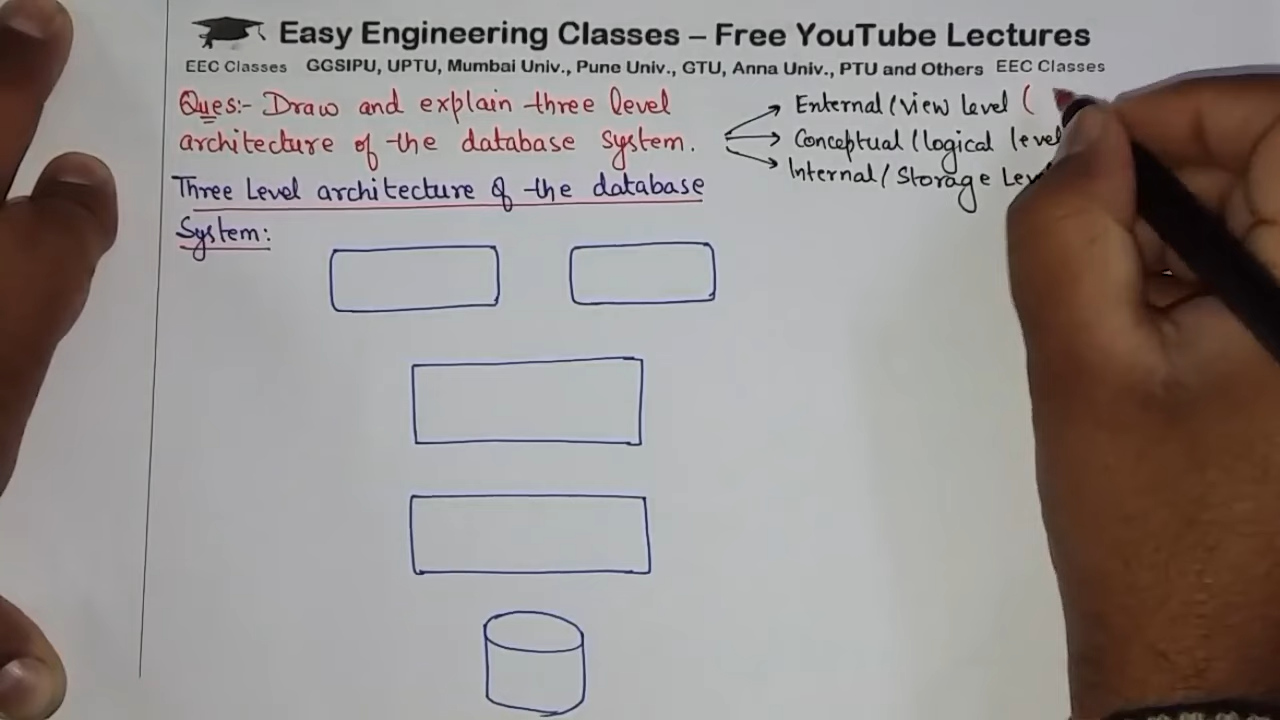 Easy Engineering Classes – Free YouTube Lectures
EEC Classes GGSIPU, UPTU, Mumbai Univ., Pune Univ., GTU, Anna Univ., PTU and Others EEC Classes
Ques:- Draw and explain three level
architecture of the database system.
External/view level (
Conceptual/logical level
Internal/Storage
Three Level architecture of the database
System: